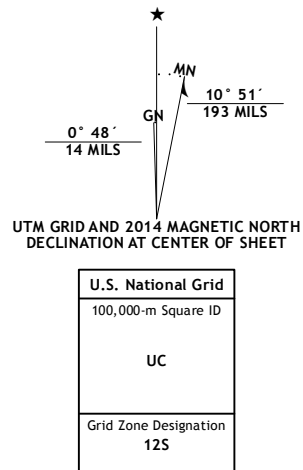 ★
MN
GN
10° 51´
193 MILS
0° 48´
14 MILS
UTM GRID AND 2014 MAGNETIC NORTH
DECLINATION AT CENTER OF SHEET
U.S. National Grid
100,000-m Square ID
UC
Grid Zone Designation
12S